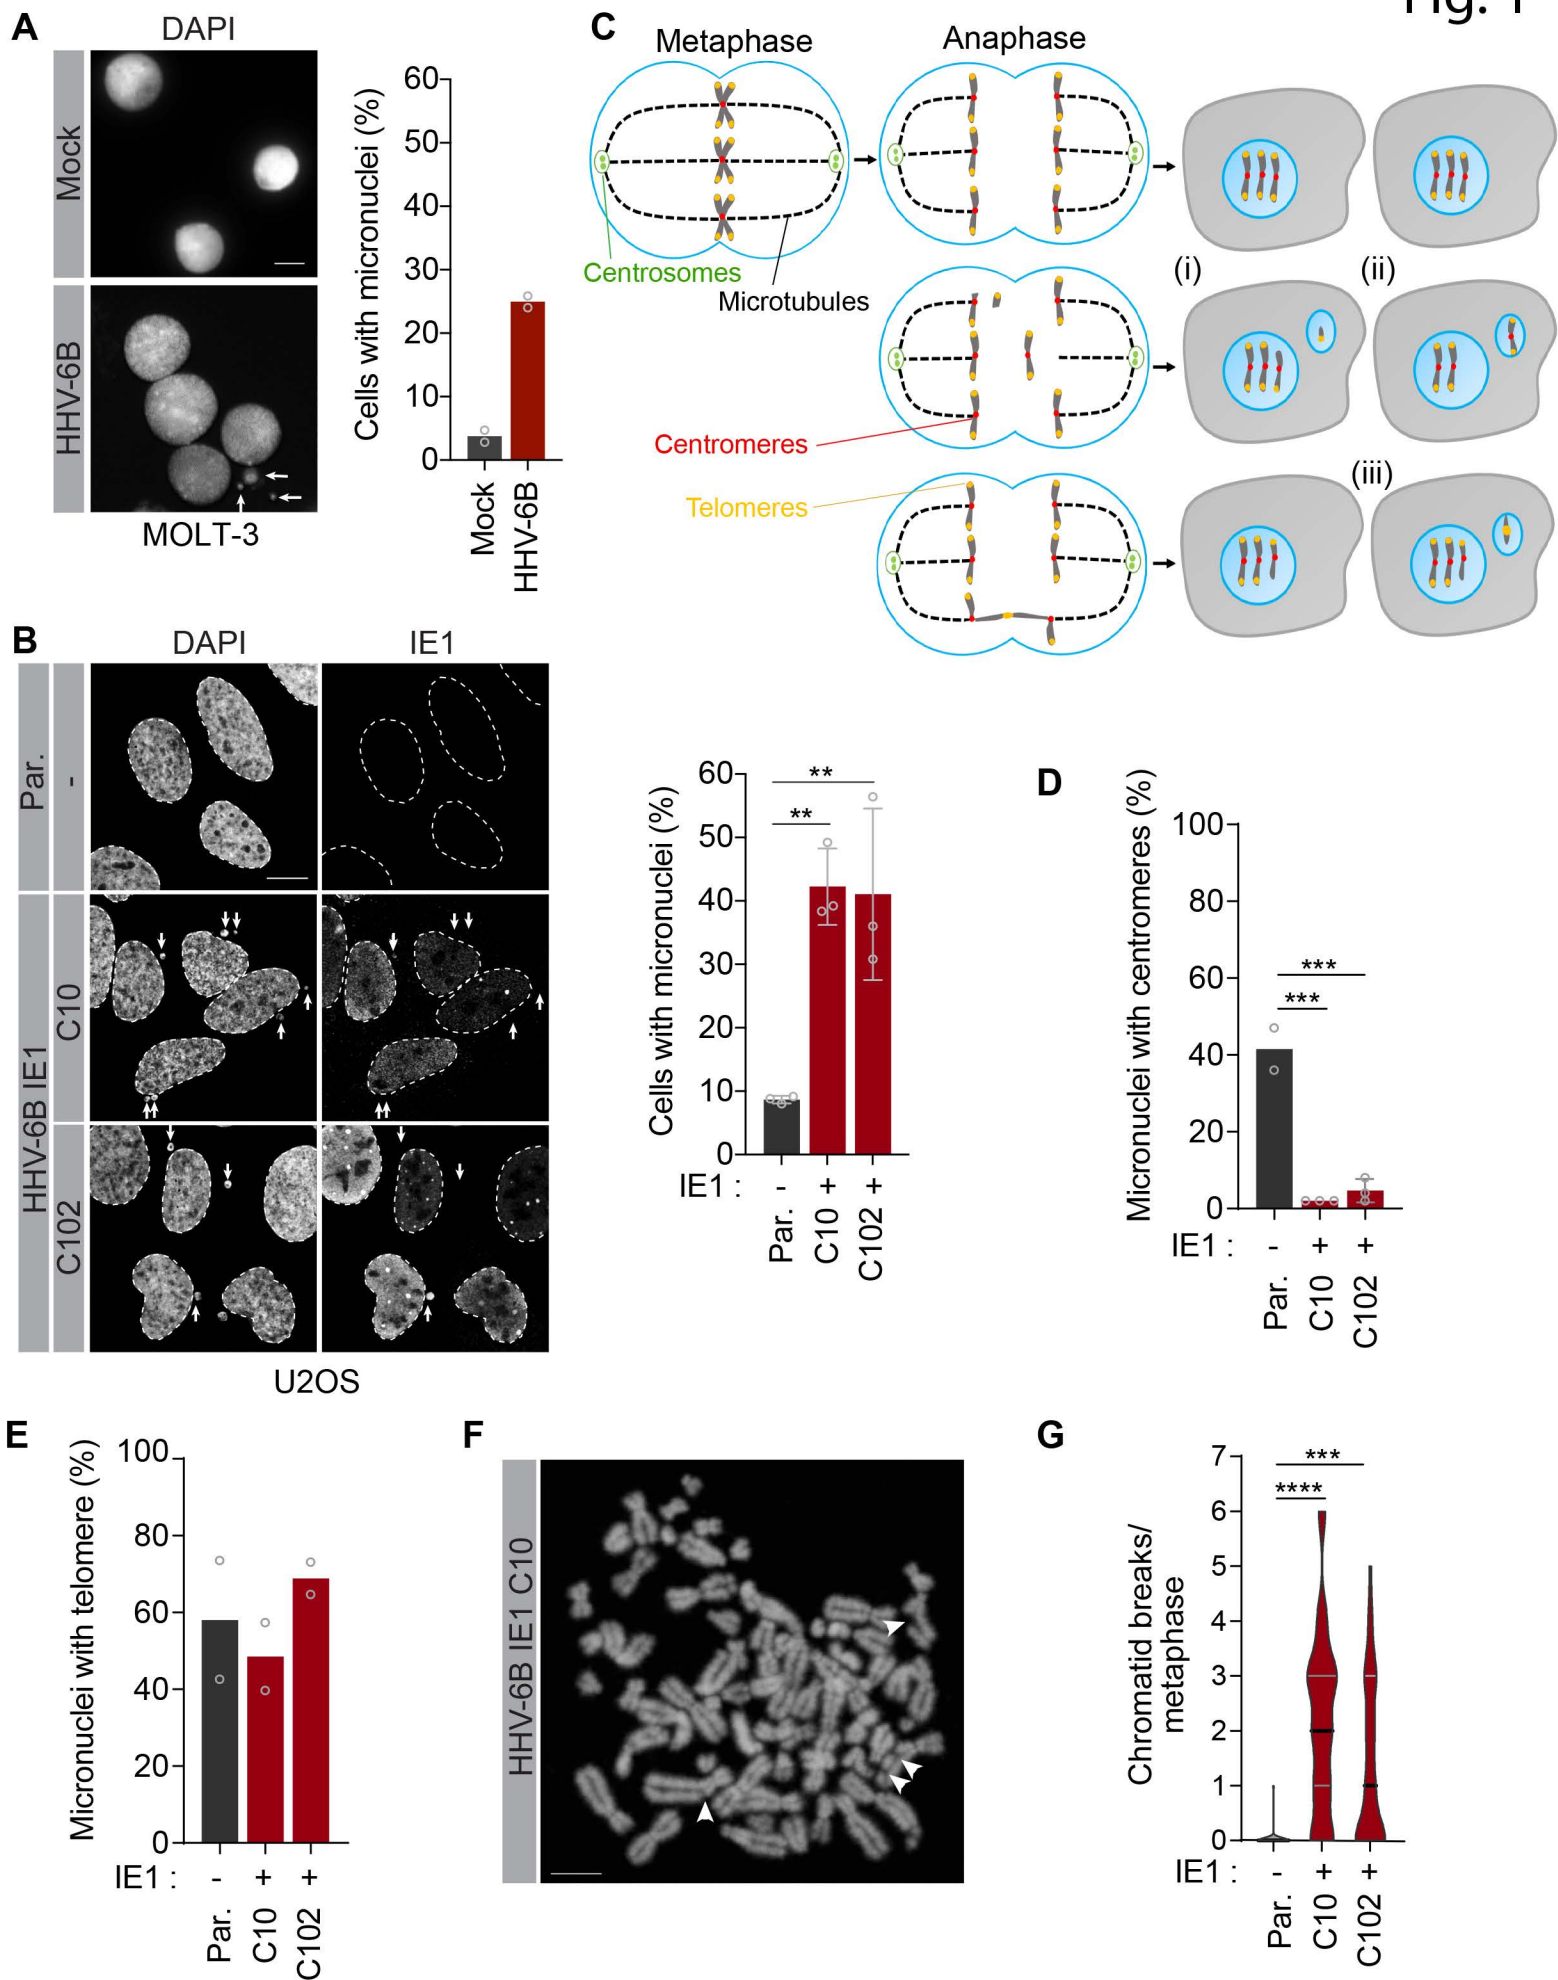 Fig. 1
A
DAPI
Mock
HHV-6B
MOLT-3
Cells with micronuclei (%)
60
50
40
30
20
10
0
Mock
HHV-6B
C
Metaphase
Anaphase
Centrosomes
Microtubules
Centromeres
Telomeres
(i)
(ii)
(iii)
B
DAPI
IE1
Par.
-
HHV-6B IE1
C10
C102
U2OS
Cells with micronuclei (%)
60
50
40
30
20
10
0
**
**
IE1 :
-
+
+
Par.
C10
C102
D
Micronuclei with centromeres (%)
100
80
60
40
20
0
***
***
IE1 :
-
+
+
Par.
C10
C102
E
Micronuclei with telomere (%)
100
80
60
40
20
0
IE1 :
-
+
+
Par.
C10
C102
F
HHV-6B IE1 C10
G
Chromatid breaks/
metaphase
7
6
5
4
3
2
1
0
***
****
IE1 :
-
+
+
Par.
C10
C102